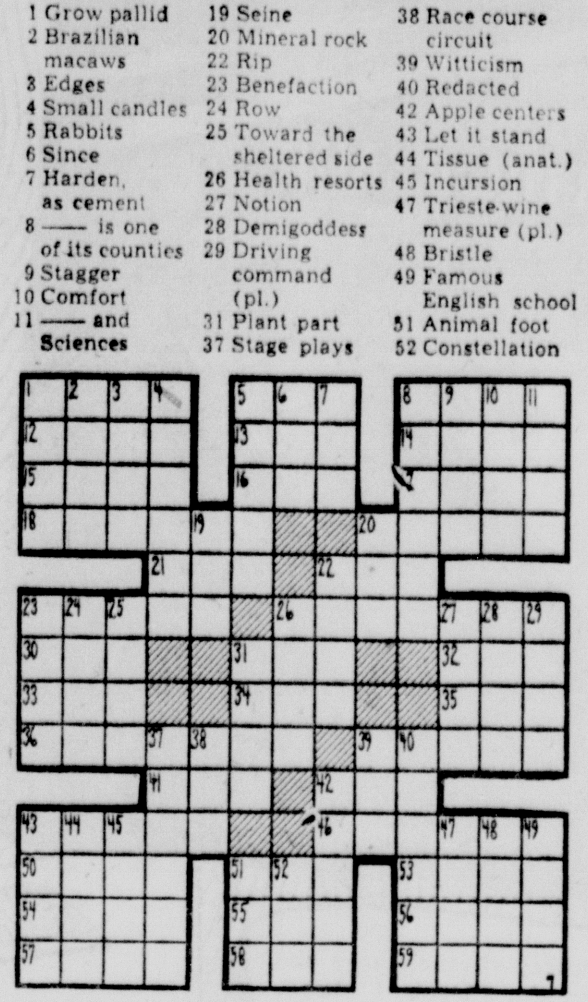 1 Grow pallid
2 Brazilian
macaws
3 Edges
4 Small candles
5 Rabbits
6 Since
7 Harden,
as cement
8 —— is one
of its counties
9 Stagger
10 Comfort
11 —— and
Sciences
19 Seine
20 Mineral rock
22 Rip
23 Benefaction
24 Row
25 Toward the
sheltered side
26 Health resorts
27 Notion
28 Demigoddess
29 Driving
command
(pl.)
31 Plant part
37 Stage plays
38 Race course
circuit
39 Witticism
40 Redacted
42 Apple centers
43 Let it stand
44 Tissue (anat.)
45 Incursion
47 Trieste wine
measure (pl.)
48 Bristle
49 Famous
English school
51 Animal foot
52 Constellation
1 2 3 4 5 6 7 8 9 10 11
12 13 14
15 16 17
18 19 20
21 22
23 24 25 26 27 28 29
30 31 32
33 34 35
36 37 38 39 40
41 42
43 44 45 46 47 48 49
50 51 52 53
54 55 56
57 58 59
7